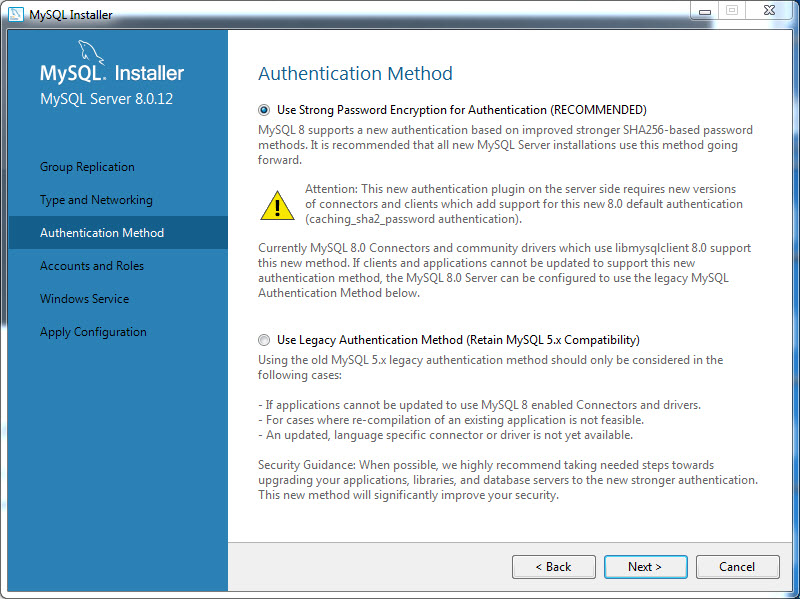 MySQL Installer
MySQL. Installer
MySQL Server 8.0.12
Group Replication
Type and Networking
Authentication Method
Accounts and Roles
Windows Service
Apply Configuration
Authentication Method
Use Strong Password Encryption for Authentication (RECOMMENDED)
MySQL 8 supports a new authentication based on improved stronger SHA256-based password
methods. It is recommended that all new MySQL Server installations use this method going
forward.
Attention: This new authentication plugin on the server side requires new versions
of connectors and clients which add support for this new 8.0 default authentication
(caching_sha2_password authentication).
Currently MySQL 8.0 Connectors and community drivers which use libmysqlclient 8.0 support
this new method. If clients and applications cannot be updated to support this new
authentication method, the MySQL 8.0 Server can be configured to use the legacy MySQL
Authentication Method below.
Use Legacy Authentication Method (Retain MySQL 5.x Compatibility)
Using the old MySQL 5.x legacy authentication method should only be considered in the
following cases:
- If applications cannot be updated to use MySQL 8 enabled Connectors and drivers.
- For cases where re-compilation of an existing application is not feasible.
- An updated, language specific connector or driver is not yet available.
Security Guidance: When possible, we highly recommend taking needed steps towards
upgrading your applications, libraries, and database servers to the new stronger authentication.
This new method will significantly improve your security.
< Back
Next >
Cancel